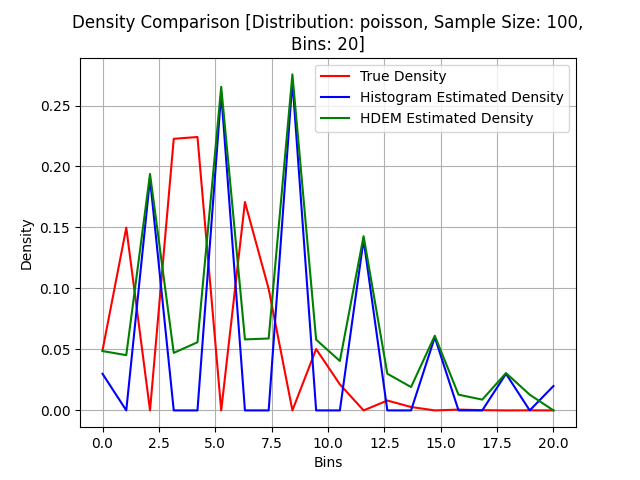 Density Comparison [Distribution: poisson, Sample Size: 100,
Bins: 20]
True Density
Histogram Estimated Density
HDEM Estimated Density
Density
0.25
0.20
0.15
0.10
0.05
0.00
0.0 2.5 5.0 7.5 10.0 12.5 15.0 17.5 20.0
Bins